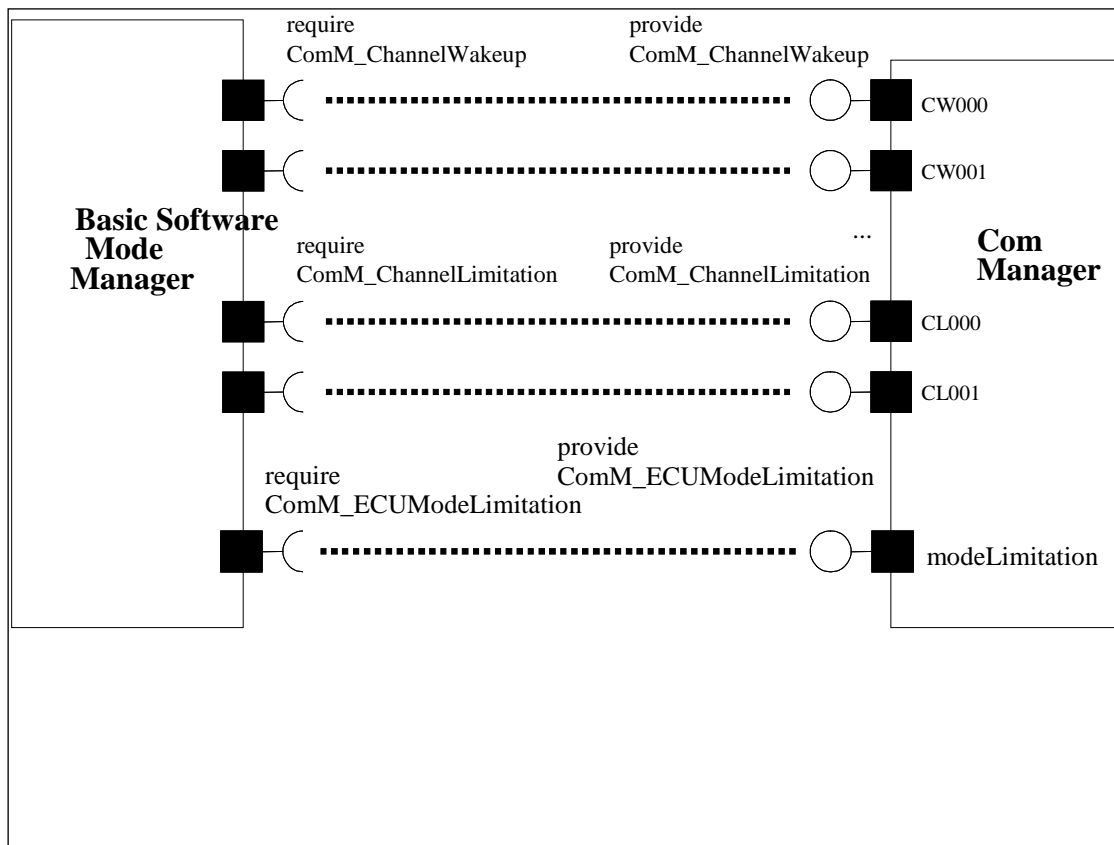 require
ComM_ChannelWakeup
provide
ComM_ChannelWakeup
CW000
CW001
Basic Software
Mode
Manager
require
ComM_ChannelLimitation
provide
ComM_ChannelLimitation
...
Com
Manager
CL000
CL001
require
ComM_ECUModeLimitation
provide
ComM_ECUModeLimitation
modeLimitation